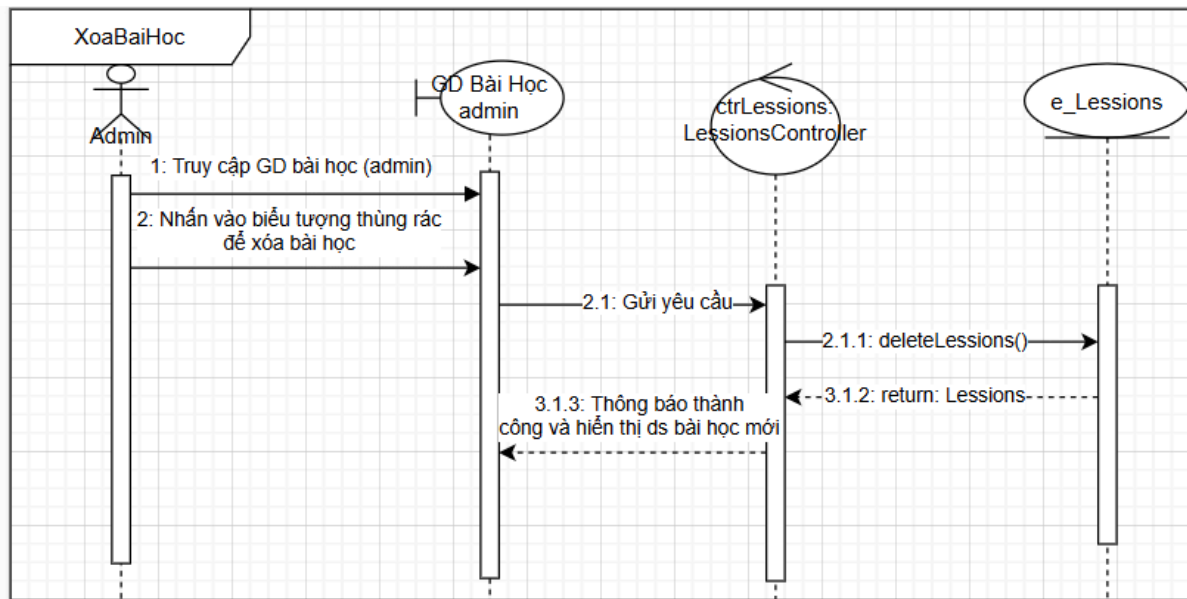 XoaBaiHoc
Admin
GD Bài Học
admin
ctrLessions:
LessionsController
e_Lessions
1: Truy cập GD bài học (admin)
2: Nhấn vào biểu tượng thùng rác
để xóa bài học
2.1: Gửi yêu cầu
2.1.1: deleteLessions()
3.1.2: return: Lessions
3.1.3: Thông báo thành
công và hiển thị ds bài học mới